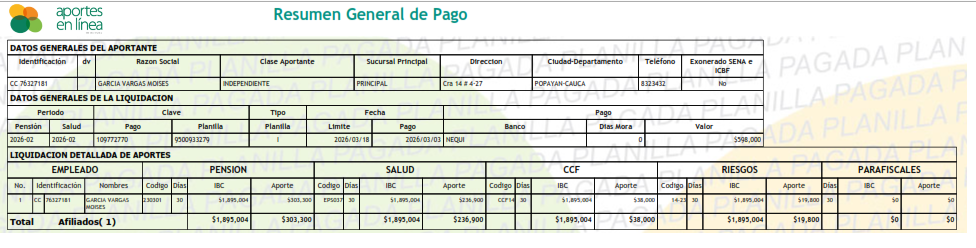 aportes
en línea
Resumen General de Pago
DATOS GENERALES DEL APORTANTE
Identificación dv Razon Social Clase Aportante Sucursal Principal Direccion Ciudad-Departamento Teléfono Exonerado SENA e ICBF
CC 76327181 GARCIA VARGAS MOISES INDEPENDIENTE PRINCIPAL Cra 14 # 4-27 POPAYAN-CAUCA 8323432 No
DATOS GENERALES DE LA LIQUIDACION
Periodo Clave Tipo Fecha Pago
Pensión Salud Pago Planilla Planilla Limite Pago Banco Dias Mora Valor
2026-02 2026-02 109772770 9500933279 I 2026/03/18 2026/03/03 NEQUI 0 $598,000
LIQUIDACION DETALLADA DE APORTES
EMPLEADO PENSION SALUD CCF RIESGOS PARAFISCALES
No. Identificación Nombres Codigo Dias IBC Aporte Codigo Dias IBC Aporte Codigo Dias IBC Aporte Codigo Dias IBC Aporte Dias IBC Aporte
1 CC 76327181 GARCIA VARGAS MOISES 230301 30 $1,895,004 $303,300 EPS037 30 $1,895,004 $236,900 CCF14 30 $1,895,004 $38,000 14-23 30 $1,895,004 $19,800 30 $0 $0
Total Afiliados( 1) $1,895,004 $303,300 $1,895,004 $236,900 $1,895,004 $38,000 $1,895,004 $19,800 $0 $0
PLANILLA PAGADA PLANILLA PAGADA PLANILLA PAGADA